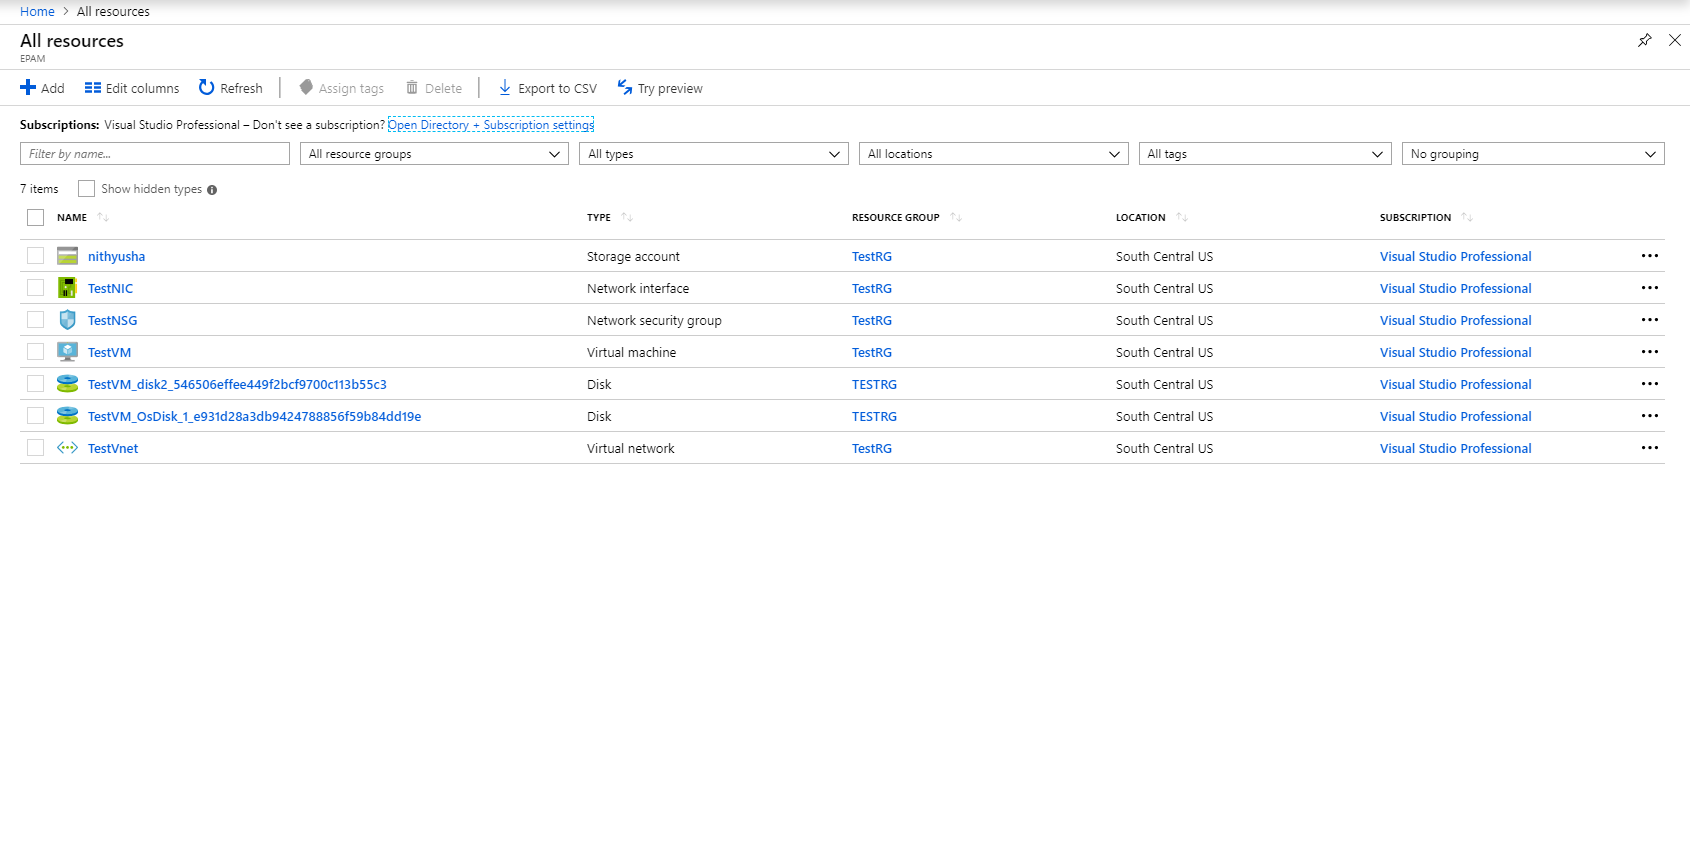 Home > All resources
All resources
EPAM
Add Edit columns Refresh Assign tags Delete Export to CSV Try preview
Subscriptions: Visual Studio Professional – Don't see a subscription? Open Directory + Subscription settings
Filter by name... All resource groups All types All locations All tags No grouping
7 items Show hidden types
NAME TYPE RESOURCE GROUP LOCATION SUBSCRIPTION
nithyusha Storage account TestRG South Central US Visual Studio Professional
TestNIC Network interface TestRG South Central US Visual Studio Professional
TestNSG Network security group TestRG South Central US Visual Studio Professional
TestVM Virtual machine TestRG South Central US Visual Studio Professional
TestVM_disk2_546506effee449f2bcf9700c113b55c3 Disk TESTRG South Central US Visual Studio Professional
TestVM_OsDisk_1_e931d28a3db9424788856f59b84dd19e Disk TESTRG South Central US Visual Studio Professional
TestVnet Virtual network TestRG South Central US Visual Studio Professional